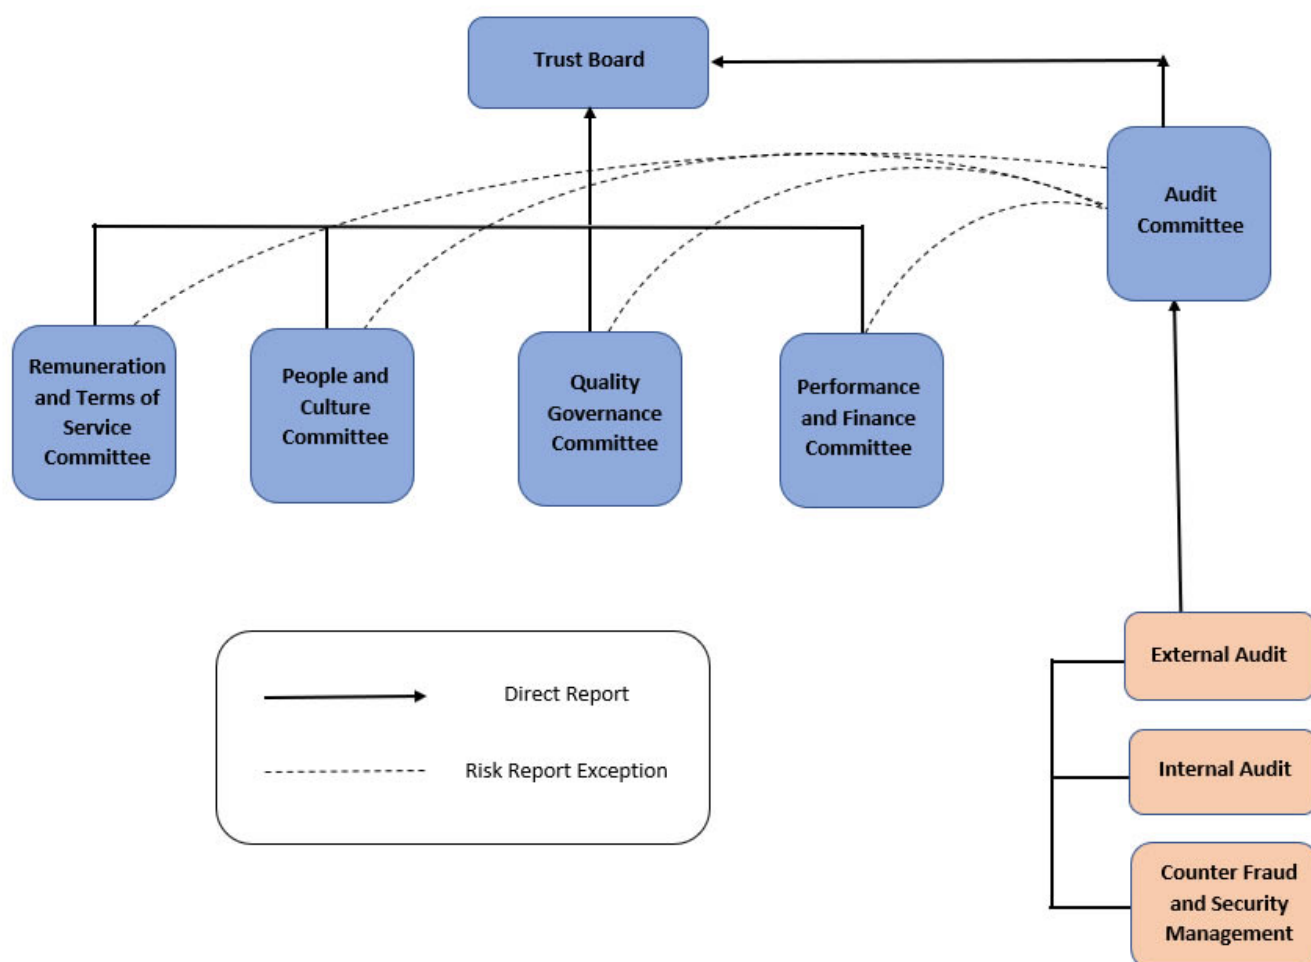 Trust Board
Audit
Committee
Remuneration
and Terms of
Service
Committee
People and
Culture
Committee
Quality
Governance
Committee
Performance
and Finance
Committee
Direct Report
Risk Report Exception
External Audit
Internal Audit
Counter Fraud
and Security
Management